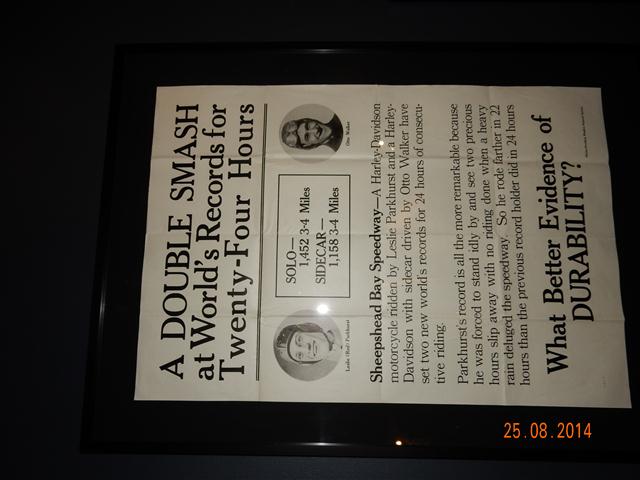 A DOUBLE SMASH
at World's Records for
Twenty-Four Hours
Leslie (Red) Parkhurst
SOLO—
1,452 3-4 Miles
SIDECAR—
1,158 3-4 Miles
Otto Walker
Sheepshead Bay Speedway—A Harley-Davidson
motorcycle ridden by Leslie Parkhurst and a Harley-
Davidson with sidecar driven by Otto Walker have
set two new world's records for 24 hours of consecu-
tive riding.
Parkhurst's record is all the more remarkable because
he was forced to stand idly by and see two precious
hours slip away with no riding done when a heavy
rain deluged the speedway. So he rode farther in 22
hours than the previous record holder did in 24 hours
What Better Evidence of
DURABILITY?
25.08.2014